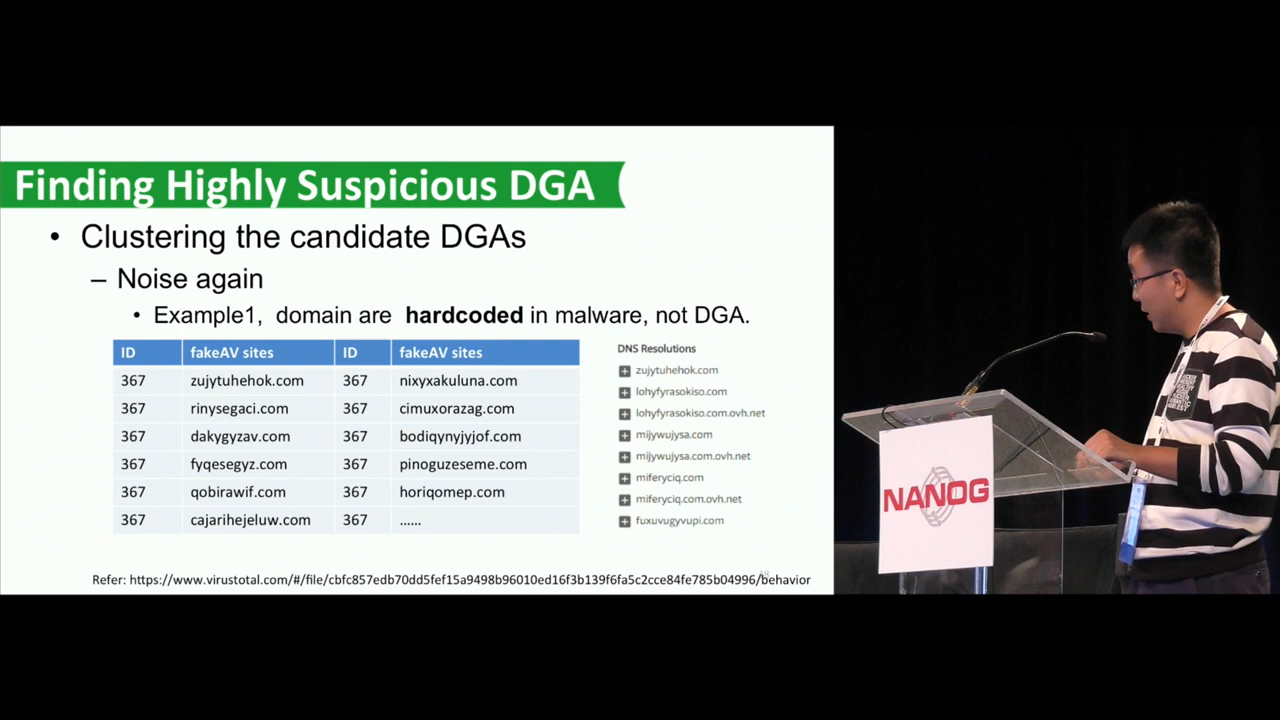 Finding Highly Suspicious DGA
• Clustering the candidate DGAs
– Noise again
• Example1, domain are hardcoded in malware, not DGA.
ID fakeAV sites ID fakeAV sites
367 zujytuhehok.com 367 nixyxakuluna.com
367 rinysegaci.com 367 cimuxorazag.com
367 dakygyzav.com 367 bodiqynyjyjof.com
367 fyqesegyz.com 367 pinoguzeseme.com
367 qobirawif.com 367 horiqomep.com
367 cajarihejeluw.com 367 ......
DNS Resolutions
zujytuhehok.com
lohyfyrasokiso.com
lohyfyrasokiso.com.ovh.net
mijywujysa.com
mijywujysa.com.ovh.net
miferyciq.com
miferyciq.com.ovh.net
fuxuvugyvupi.com
Refer: https://www.virustotal.com/#/file/cbfc857edb70dd5fef15a9498b96010ed16f3b139f6fa5c2cce84fe785b04996/behavior
NANOG